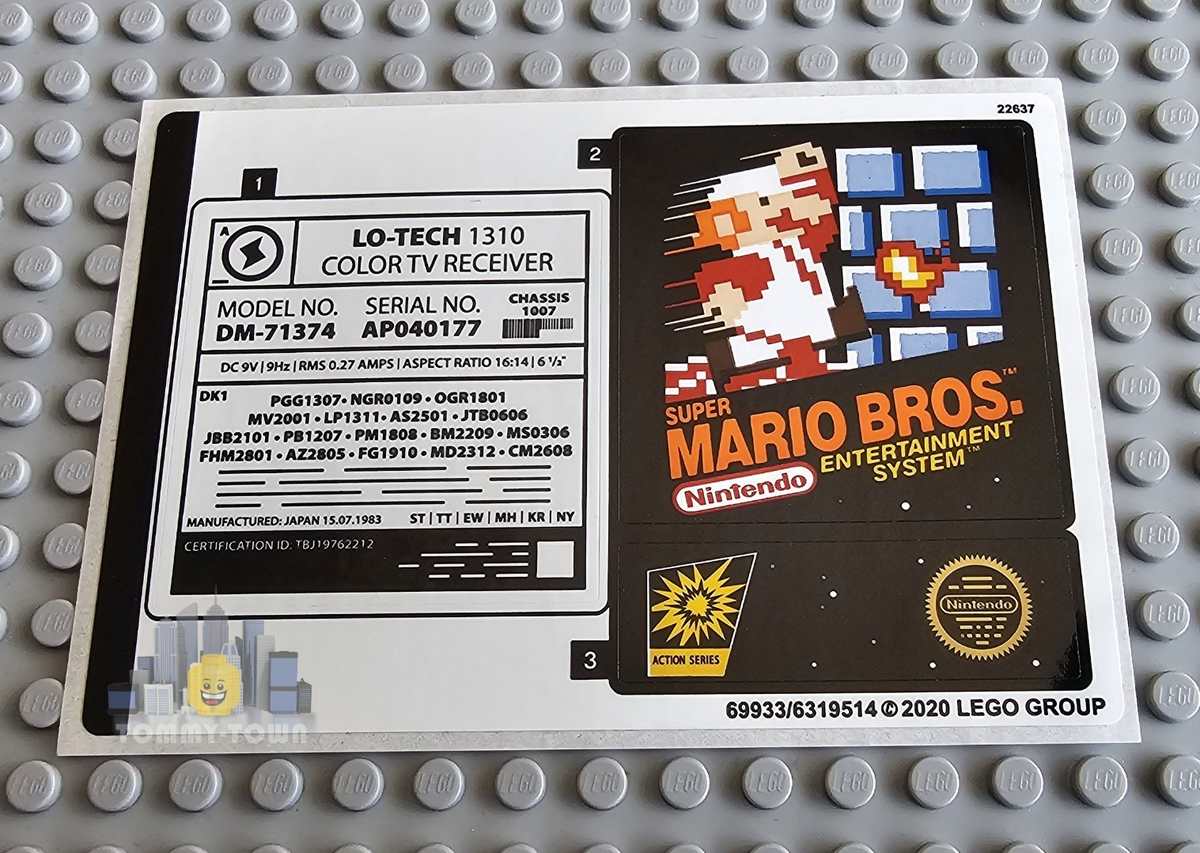 22637
1
A
LO-TECH 1310
COLOR TV RECEIVER
MODEL NO. SERIAL NO. CHASSIS
1007
DM-71374 AP040177
DC 9V | 9Hz | RMS 0.27 AMPS | ASPECT RATIO 16:14 | 6 ½"
DK1
PGG1307 • NGR0109 • OGR1801
MV2001 • LP1311 • AS2501 • JTB0606
JBB2101 • PB1207 • PM1808 • BM2209 • MS0306
FHM2801 • AZ2805 • FG1910 • MD2312 • CM2608
MANUFACTURED: JAPAN 15.07.1983 ST | TT | EW | MH | KR | NY
CERTIFICATION ID: TBJ19762212
2
SUPER
MARIO BROS.™
Nintendo
ENTERTAINMENT
SYSTEM™
3
ACTION SERIES
Nintendo
69933/6319514 © 2020 LEGO GROUP
TOMMY-TOWN